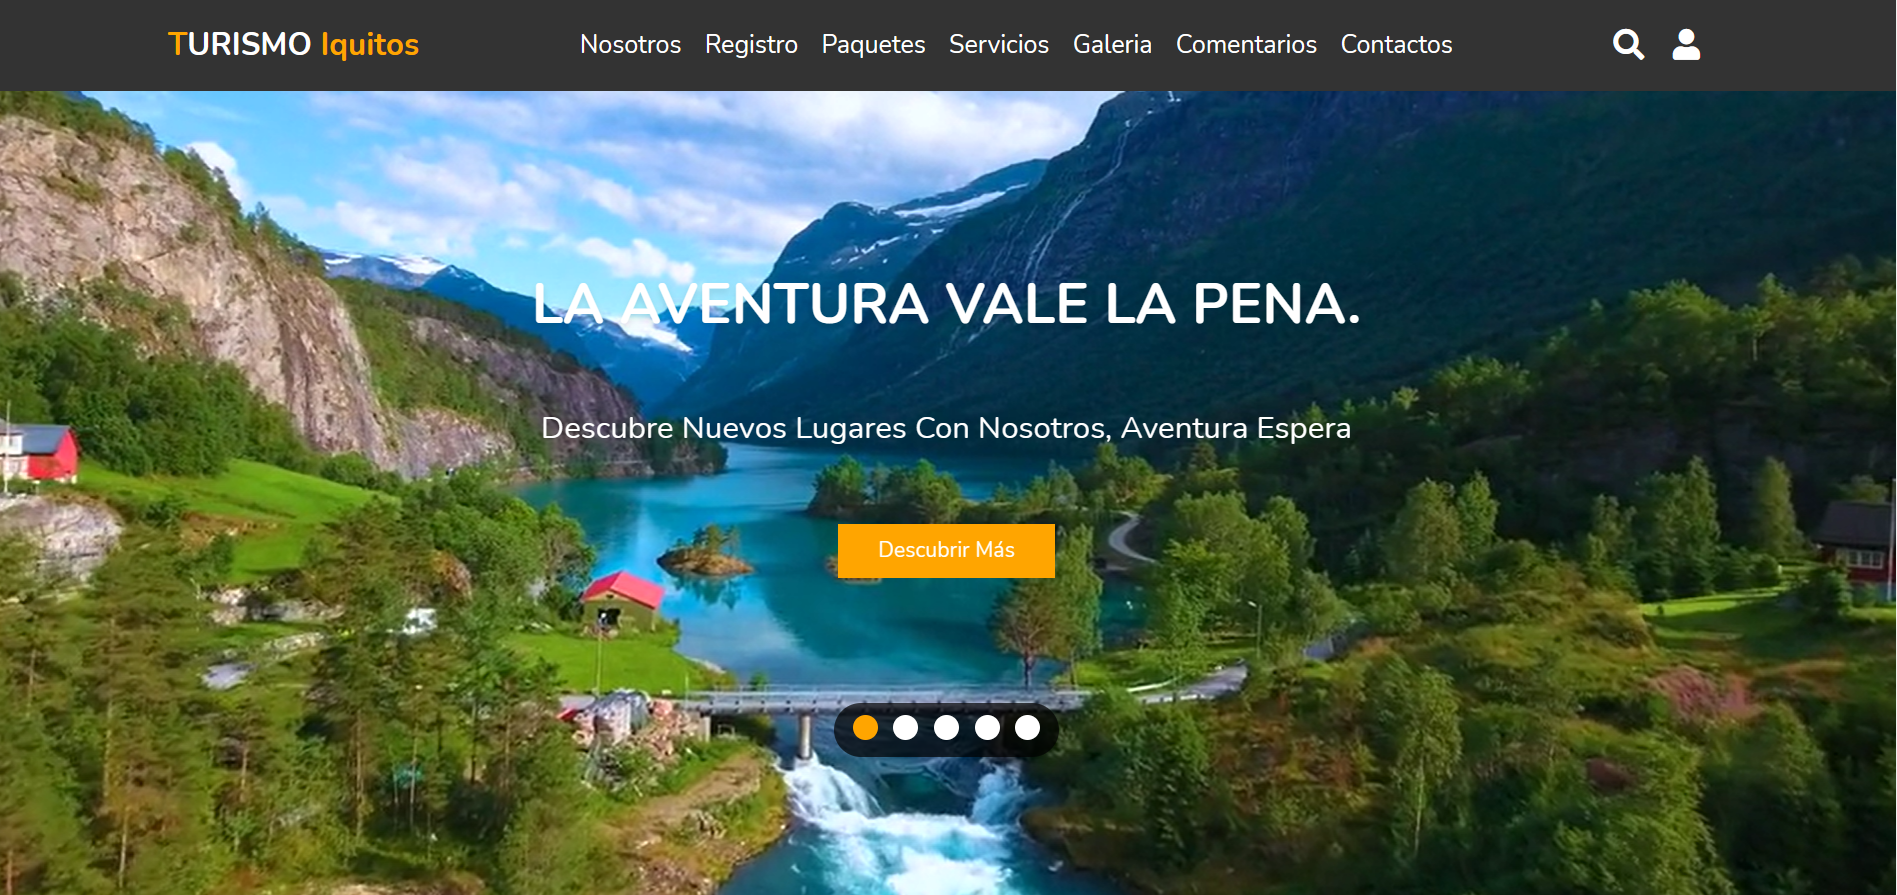 TURISMO Iquitos
Nosotros Registro Paquetes Servicios Galeria Comentarios Contactos
LA AVENTURA VALE LA PENA.
Descubre Nuevos Lugares Con Nosotros, Aventura Espera
Descubrir Más